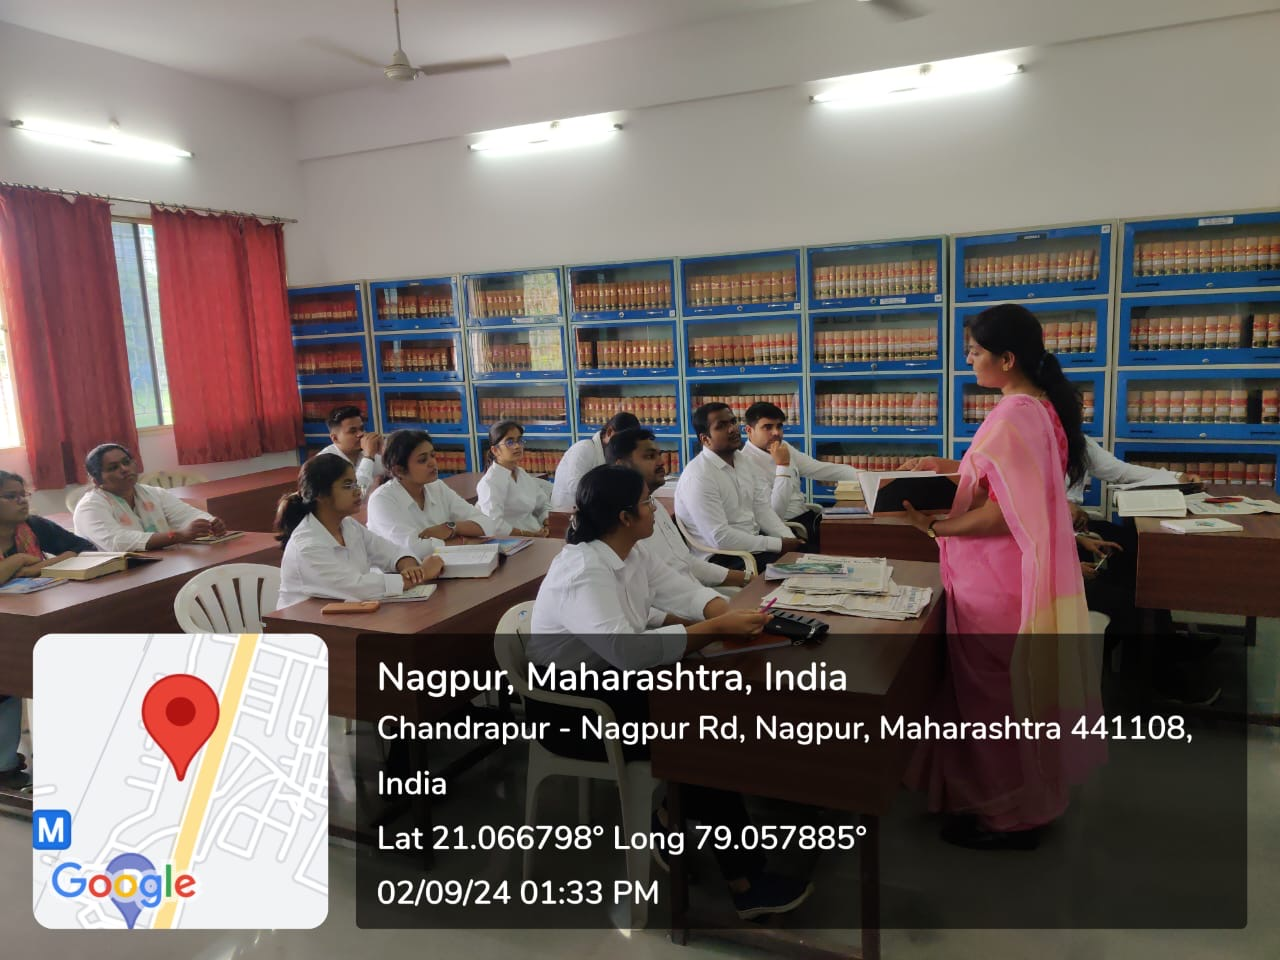 Nagpur, Maharashtra, India
Chandrapur - Nagpur Rd, Nagpur, Maharashtra 441108,
India
Lat 21.066798° Long 79.057885°
02/09/24 01:33 PM
M
Google